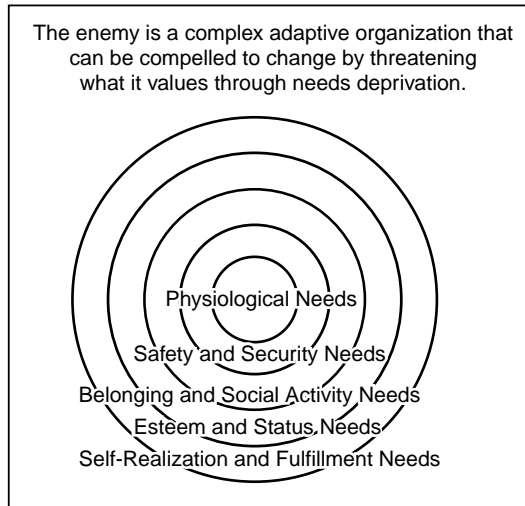 The enemy is a complex adaptive organization that
can be compelled to change by threatening
what it values through needs deprivation.
Physiological Needs
Safety and Security Needs
Belonging and Social Activity Needs
Esteem and Status Needs
Self-Realization and Fulfillment Needs